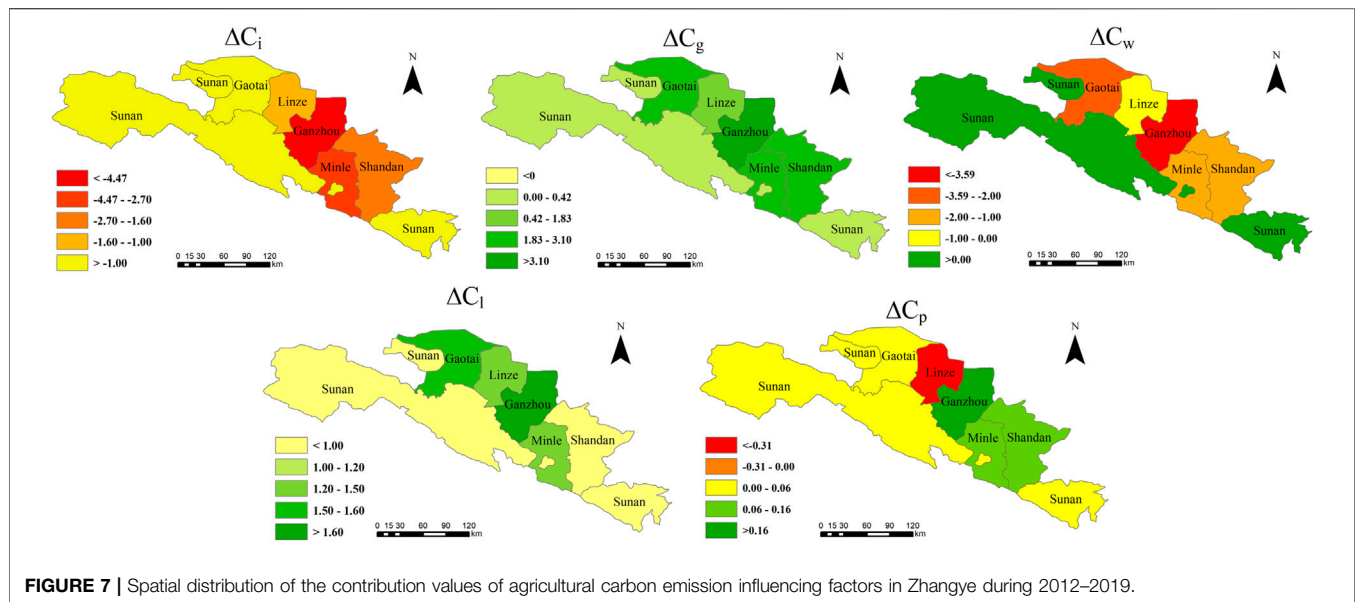 ΔCi
N
Sunan
Gaotai
Linze
Sunan
Ganzhou
Minle
Shandan
Sunan
< -4.47
-4.47 - -2.70
-2.70 - -1.60
-1.60 - -1.00
> -1.00
0 15 30 60 90 120
km
ΔCg
N
Sunan
Gaotai
Linze
Sunan
Ganzhou
Minle
Shandan
Sunan
<0
0.00 - 0.42
0.42 - 1.83
1.83 - 3.10
>3.10
0 15 30 60 90 120
km
ΔCw
N
Sunan
Gaotai
Linze
Sunan
Ganzhou
Minle
Shandan
Sunan
<-3.59
-3.59 - -2.00
-2.00 - -1.00
-1.00 - 0.00
>0.00
0 15 30 60 90 120
km
ΔCl
N
Sunan
Gaotai
Linze
Sunan
Ganzhou
Minle
Shandan
Sunan
< 1.00
1.00 - 1.20
1.20 - 1.50
1.50 - 1.60
> 1.60
0 15 30 60 90 120
km
ΔCp
N
Sunan
Gaotai
Linze
Sunan
Ganzhou
Minle
Shandan
Sunan
<-0.31
-0.31 - 0.00
0.00 - 0.06
0.06 - 0.16
>0.16
0 15 30 60 90 120
km
FIGURE 7 | Spatial distribution of the contribution values of agricultural carbon emission influencing factors in Zhangye during 2012–2019.